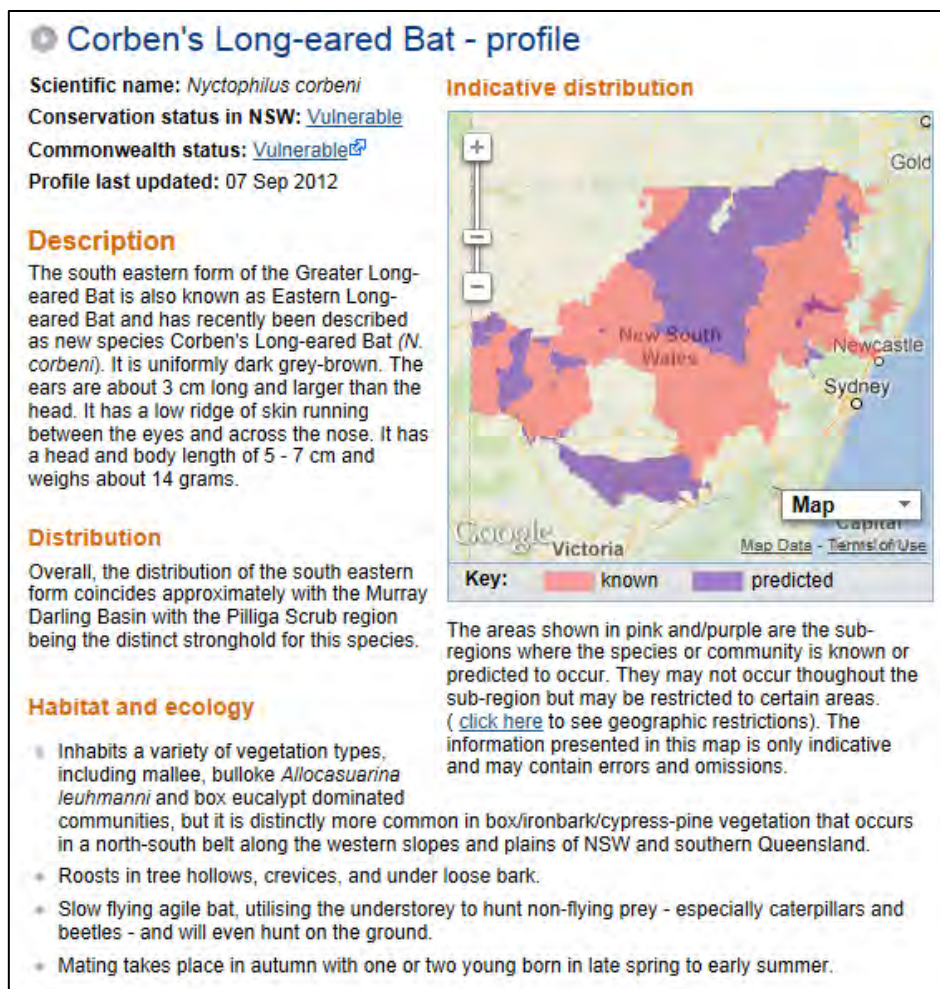 Corben's Long-eared Bat - profile
Scientific name: Nyctophilus corbeni
Conservation status in NSW: Vulnerable
Commonwealth status: Vulnerable
Profile last updated: 07 Sep 2012
Description
The south eastern form of the Greater Long-
eared Bat is also known as Eastern Long-
eared Bat and has recently been described
as new species Corben's Long-eared Bat (N.
corbeni). It is uniformly dark grey-brown. The
ears are about 3 cm long and larger than the
head. It has a low ridge of skin running
between the eyes and across the nose. It has
a head and body length of 5 - 7 cm and
weighs about 14 grams.
Distribution
Overall, the distribution of the south eastern
form coincides approximately with the Murray
Darling Basin with the Pilliga Scrub region
being the distinct stronghold for this species.
Indicative distribution
C
Gold
New South
Wales
Newcastle
Sydney
Map
Capital
Google
Victoria
Map Data - Terms of Use
Key: known predicted
The areas shown in pink and/purple are the sub-
regions where the species or community is known or
predicted to occur. They may not occur thoughout the
sub-region but may be restricted to certain areas.
( click here to see geographic restrictions). The
information presented in this map is only indicative
and may contain errors and omissions.
Habitat and ecology
Inhabits a variety of vegetation types,
including mallee, bulloke Allocasuarina
leuhmanni and box eucalypt dominated
communities, but it is distinctly more common in box/ironbark/cypress-pine vegetation that occurs
in a north-south belt along the western slopes and plains of NSW and southern Queensland.
Roosts in tree hollows, crevices, and under loose bark.
Slow flying agile bat, utilising the understorey to hunt non-flying prey - especially caterpillars and
beetles - and will even hunt on the ground.
Mating takes place in autumn with one or two young born in late spring to early summer.